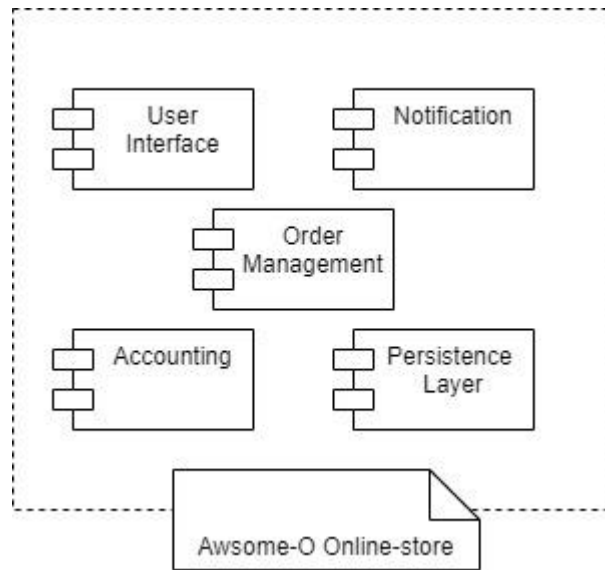 User
Interface
Notification
Order
Management
Accounting
Persistence
Layer
Awsome-O Online-store